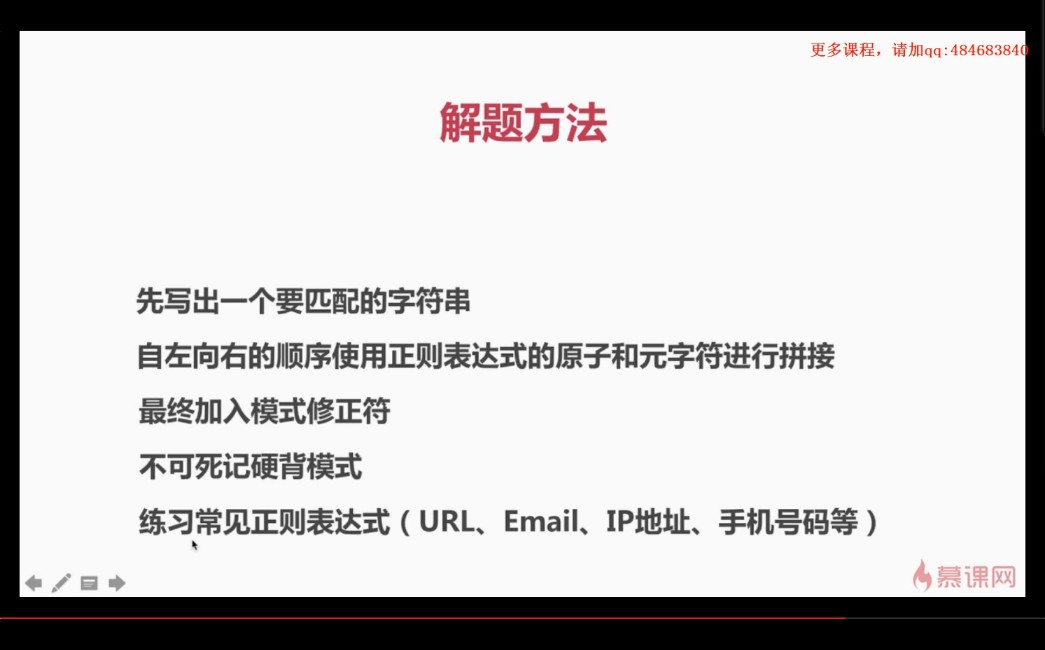 更多课程，请加qq:484683840
解题方法
先写出一个要匹配的字符串
自左向右的顺序使用正则表达式的原子和元字符进行拼接
最终加入模式修正符
不可死记硬背模式
练习常见正则表达式（URL、Email、IP地址、手机号码等）
慕课网